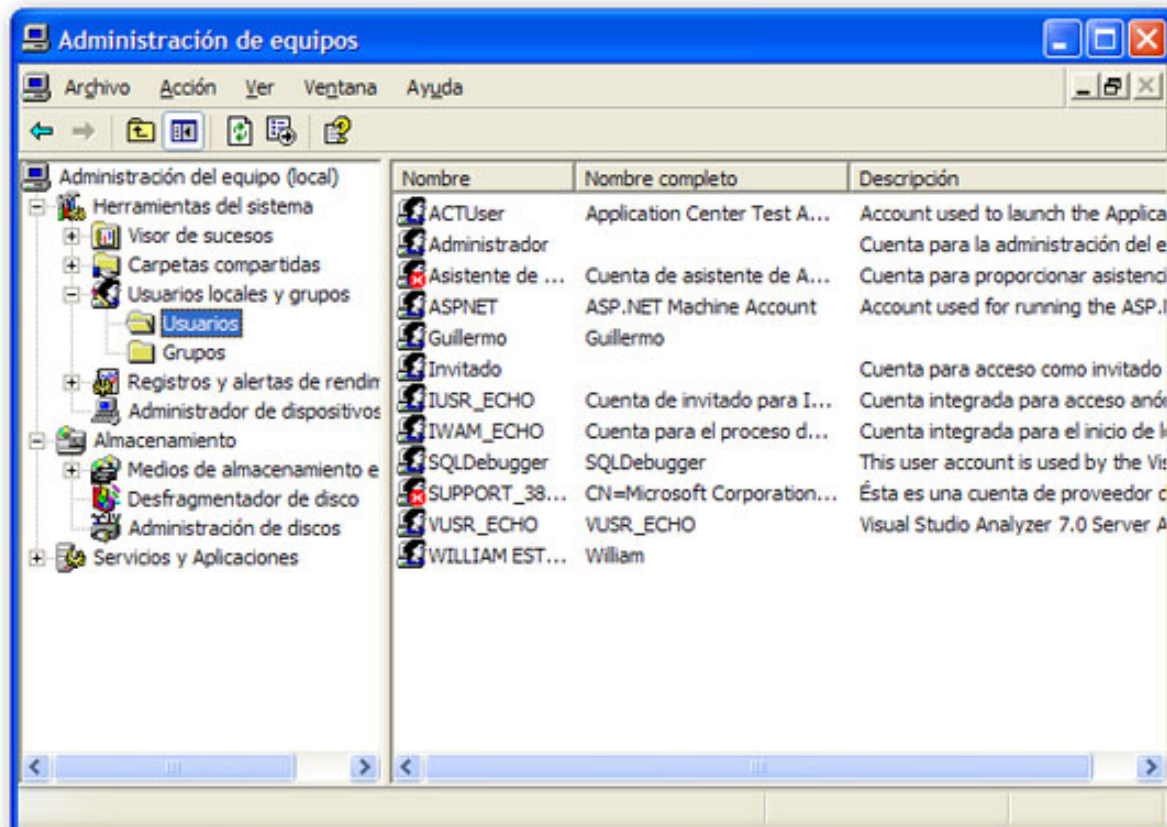 Administración de equipos
Archivo Acción Ver Ventana Ayuda
Administración del equipo (local)
Herramientas del sistema
Visor de sucesos
Carpetas compartidas
Usuarios locales y grupos
Usuarios
Grupos
Registros y alertas de rendim
Administrador de dispositivos
Almacenamiento
Medios de almacenamiento e
Desfragmentador de disco
Administración de discos
Servicios y Aplicaciones
Nombre Nombre completo Descripción
ACTUser Application Center Test A... Account used to launch the Applica
Administrador Cuenta para la administración del e
Asistente de ... Cuenta de asistente de A... Cuenta para proporcionar asistenci
ASPNET ASP.NET Machine Account Account used for running the ASP.
Guillermo Guillermo
Invitado Cuenta para acceso como invitado
IUSR_ECHO Cuenta de invitado para I... Cuenta integrada para acceso anó
IWAM_ECHO Cuenta para el proceso d... Cuenta integrada para el inicio de l
SQLDebugger SQLDebugger This user account is used by the Vis
SUPPORT_38... CN=Microsoft Corporation... Ésta es una cuenta de proveedor d
VUSR_ECHO VUSR_ECHO Visual Studio Analyzer 7.0 Server A
WILLIAM EST... William